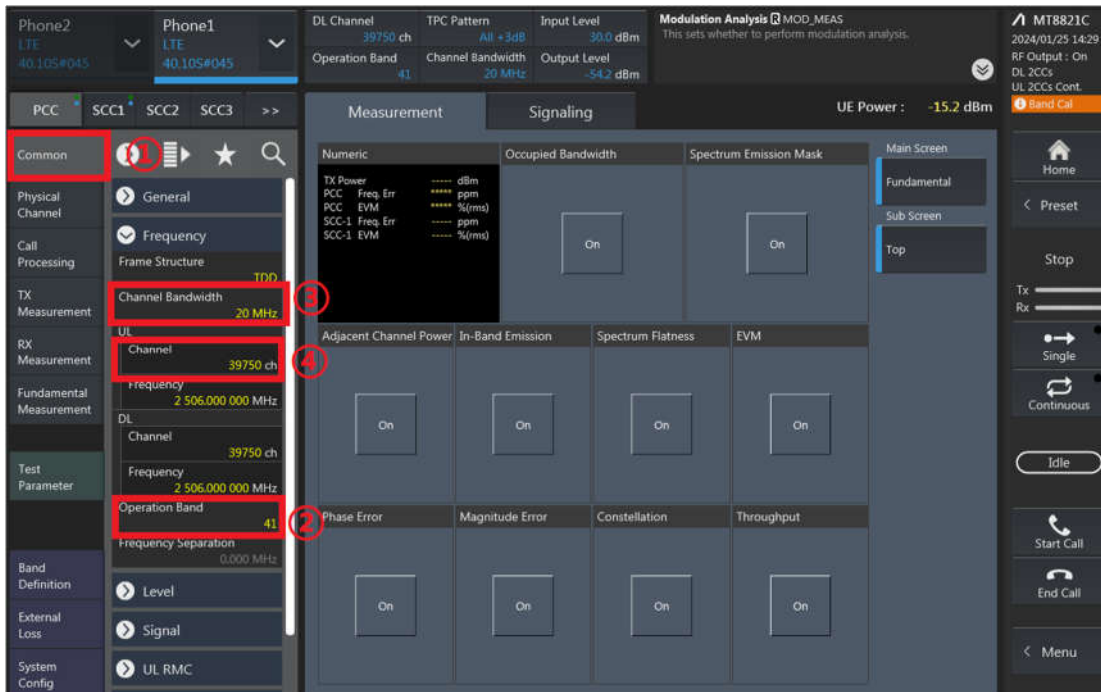 Phone2
LTE
40.105#045
Phone1
LTE
40.105#045
DL Channel
39750 ch
TPC Pattern
All +3dB
Input Level
30.0 dBm
Operation Band
41
Channel Bandwidth
20 MHz
Output Level
-54.2 dBm
Modulation Analysis R MOD_MEAS
This sets whether to perform modulation analysis.
MT8821C
2024/01/25 14:29
RF Output : On
DL 2CCs
UL 2CCs Cont.
Band Cal
PCC SCC1 SCC2 SCC3 >>
Measurement
Signaling
UE Power : -15.2 dBm
Common
①
Physical
Channel
Call
Processing
TX
Measurement
RX
Measurement
Fundamental
Measurement
Test
Parameter
Band
Definition
External
Loss
System
Config
General
Frequency
Frame Structure
TDD
Channel Bandwidth
20 MHz
③
UL
Channel
39750 ch
④
Frequency
2 506.000 000 MHz
DL
Channel
39750 ch
Frequency
2 506.000 000 MHz
Operation Band
41
②
Frequency Separation
0.000 MHz
Level
Signal
UL RMC
Numeric
TX Power ----- dBm
PCC Freq. Err ***** ppm
PCC EVM ***** %(rms)
SCC-1 Freq. Err ----- ppm
SCC-1 EVM ----- %(rms)
Occupied Bandwidth
On
Spectrum Emission Mask
On
Adjacent Channel Power
On
In-Band Emission
On
Spectrum Flatness
On
EVM
On
Phase Error
On
Magnitude Error
On
Constellation
On
Throughput
On
Main Screen
Fundamental
Sub Screen
Top
Home
< Preset
Stop
Tx
Rx
Single
Continuous
Idle
Start Call
End Call
< Menu